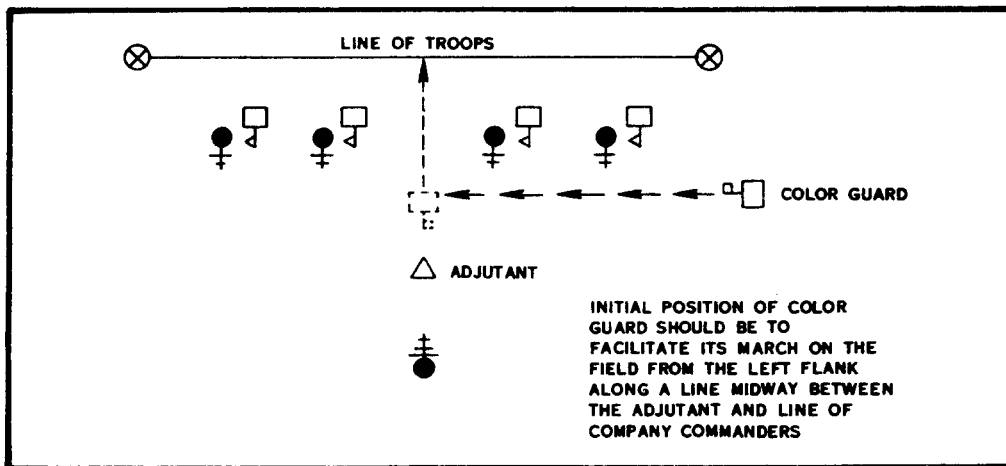 LINE OF TROOPS
COLOR GUARD
ADJUTANT
INITIAL POSITION OF COLOR
GUARD SHOULD BE TO
FACILITATE ITS MARCH ON THE
FIELD FROM THE LEFT FLANK
ALONG A LINE MIDWAY BETWEEN
THE ADJUTANT AND LINE OF
COMPANY COMMANDERS